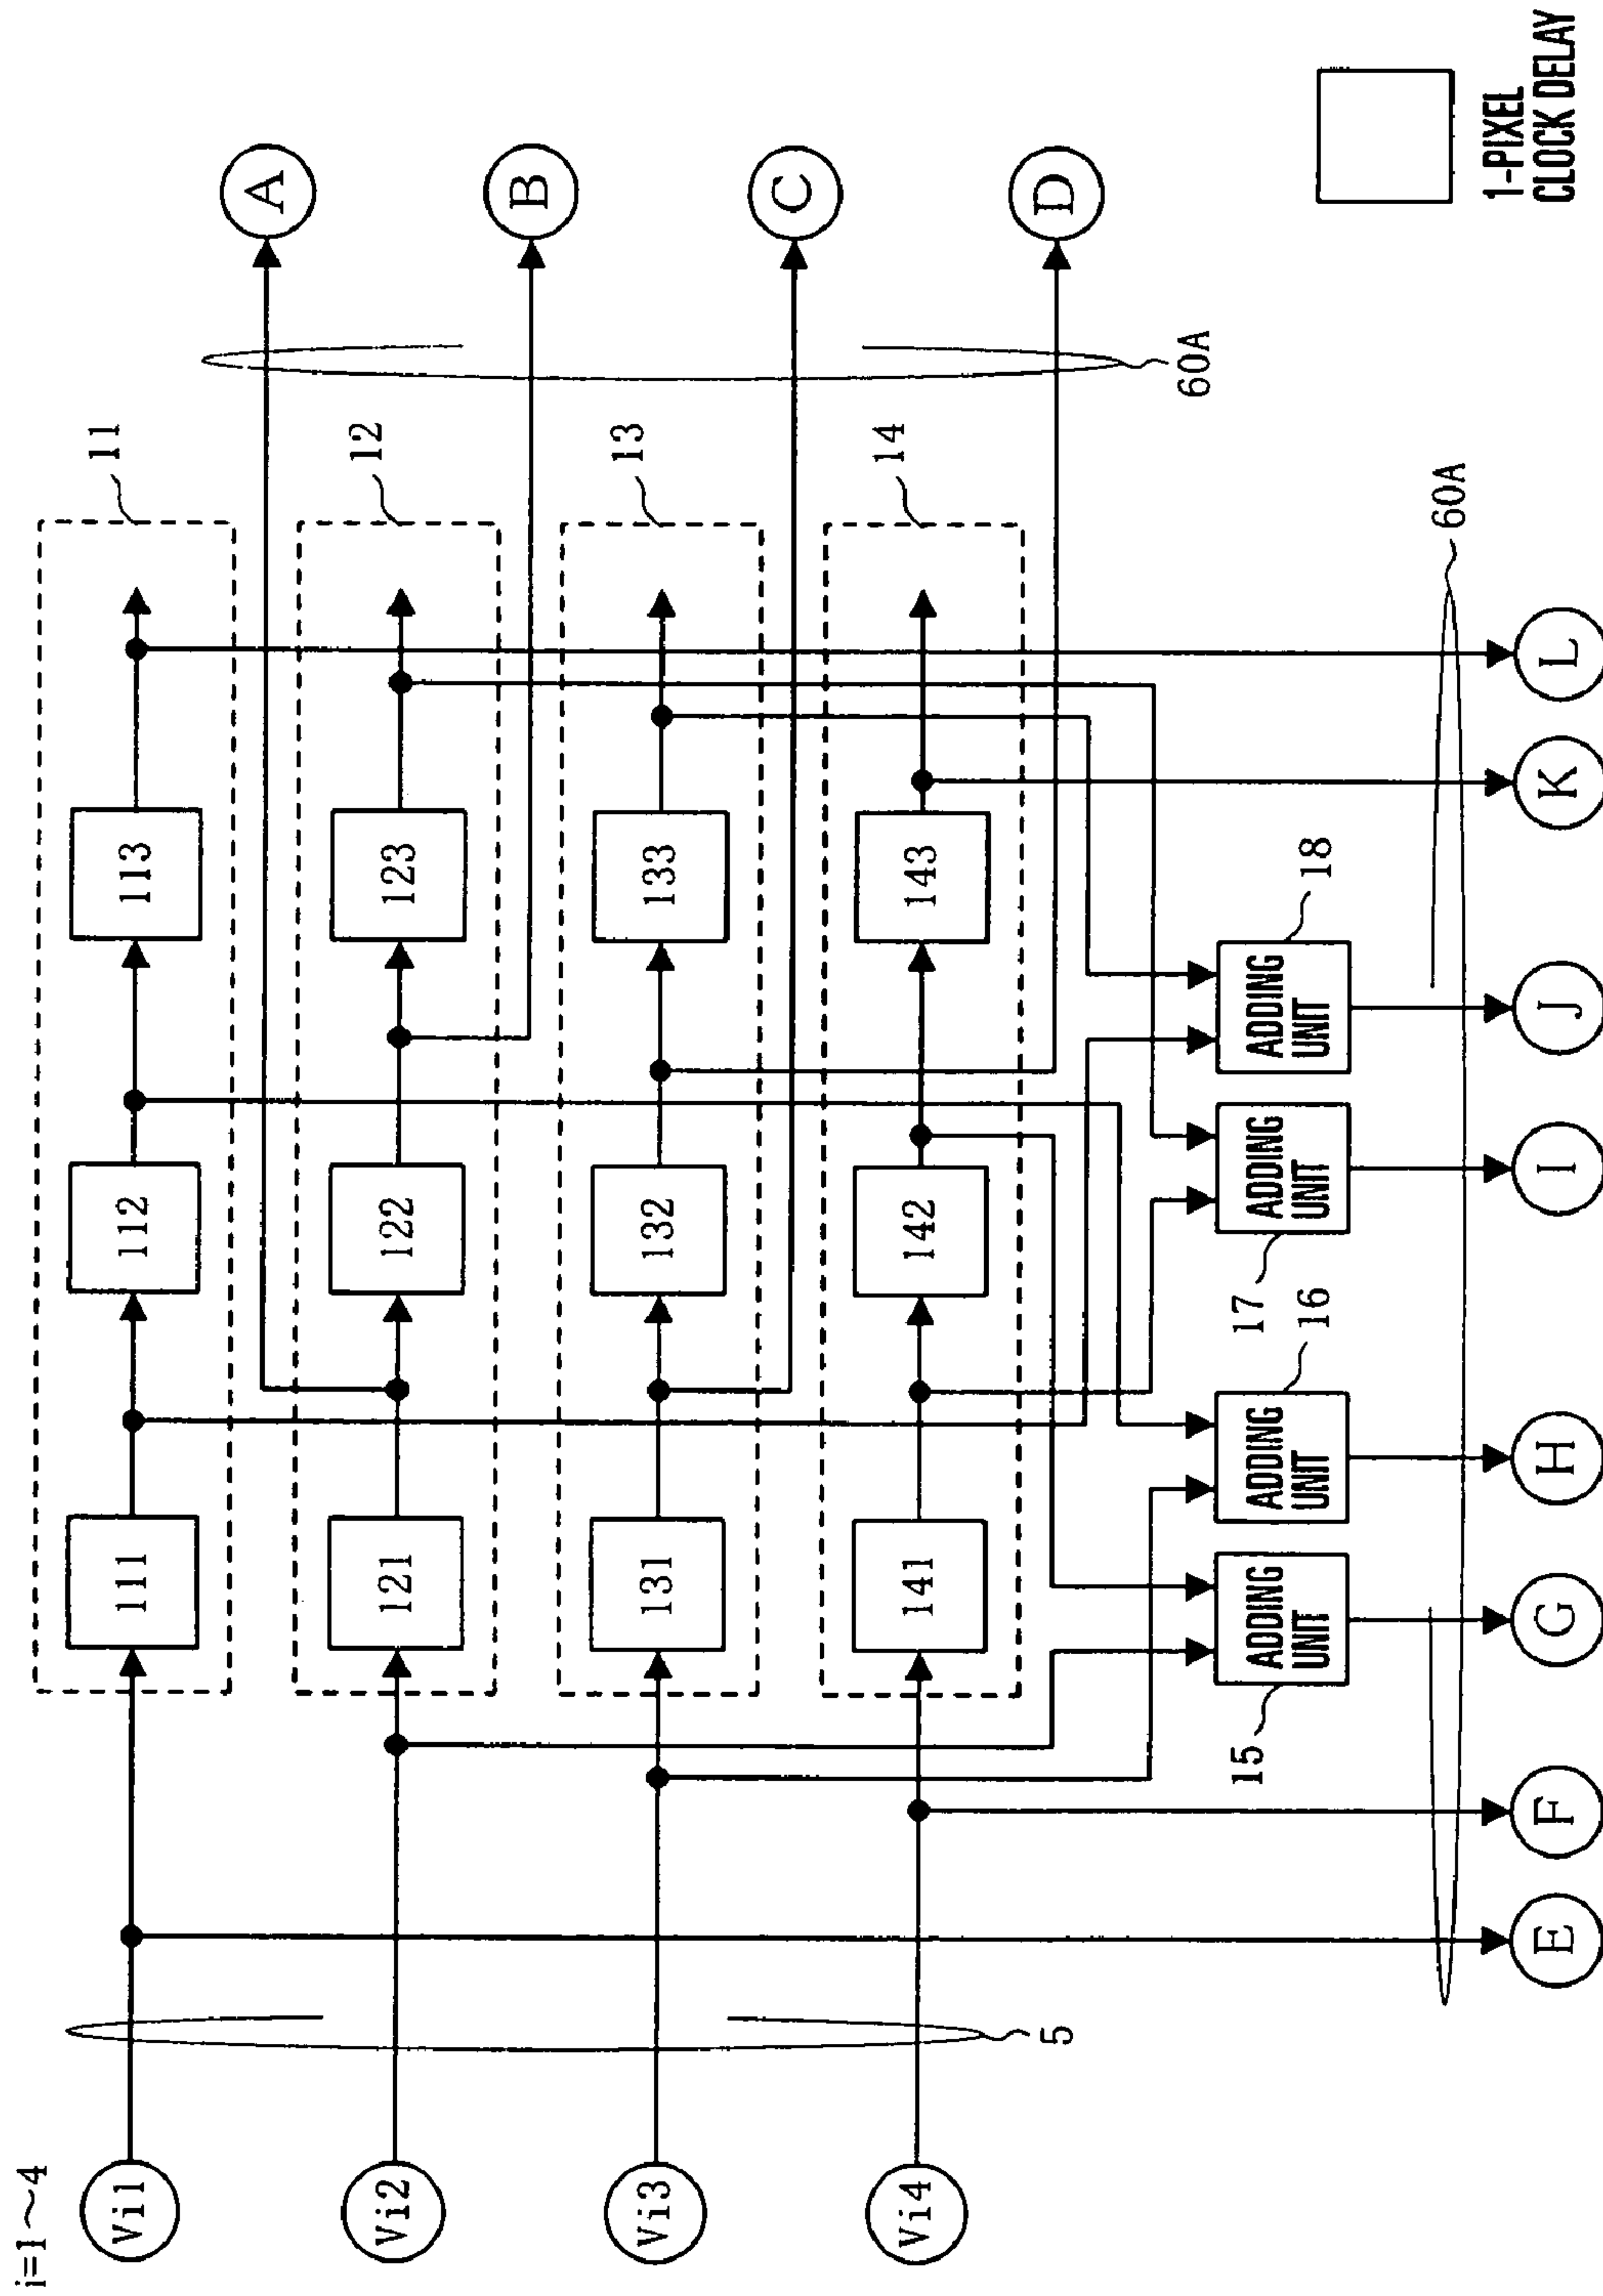 i=1～4
Vi1
111
112
113
11
A
Vi2
121
122
123
12
B
Vi3
131
132
133
13
C
Vi4
141
142
143
14
D
5
60A
15
ADDING
UNIT
16
ADDING
UNIT
17
ADDING
UNIT
18
ADDING
UNIT
60A
E
F
G
H
I
J
K
L
1-PIXEL
CLOCK DELAY